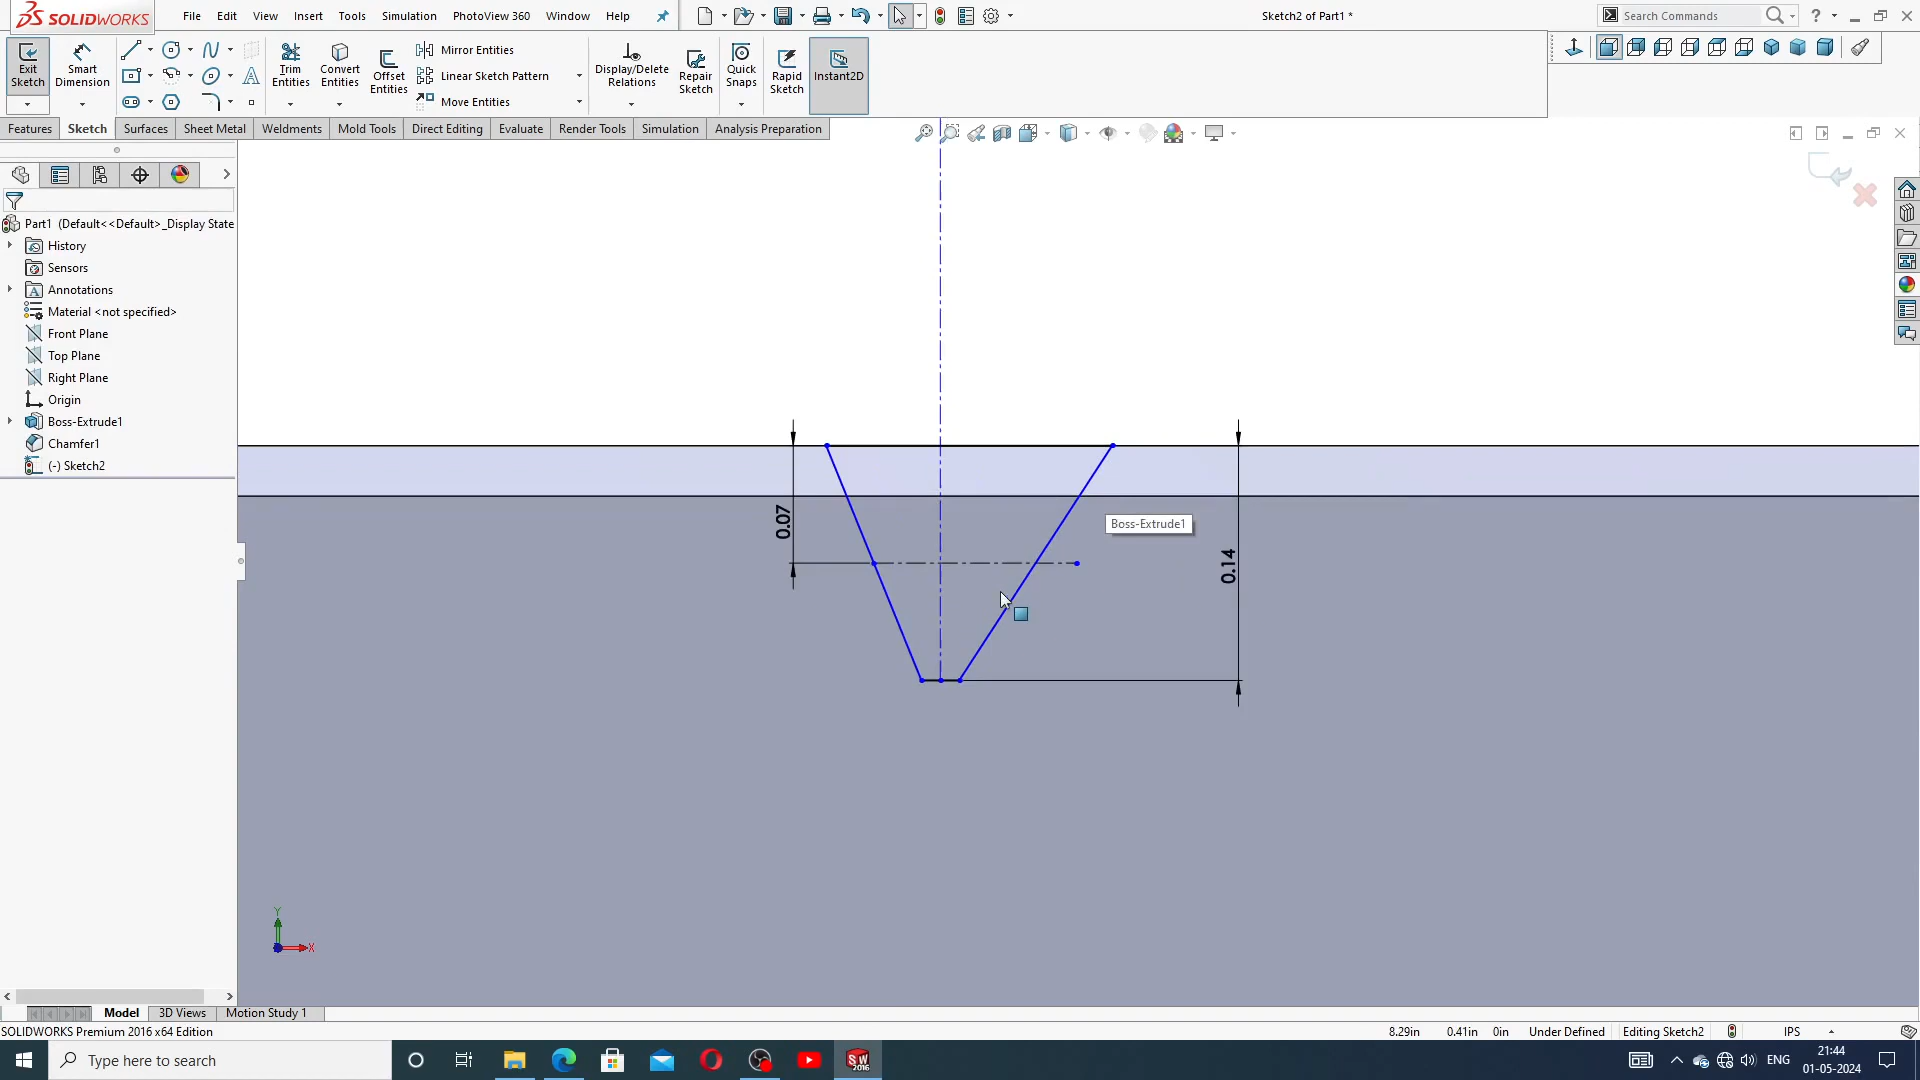 SOLIDWORKS
File Edit View Insert Tools Simulation PhotoView 360 Window Help
Sketch2 of Part1 *
Search Commands
Exit Sketch
Smart Dimension
Trim Entities
Convert Entities
Offset Entities
Mirror Entities
Linear Sketch Pattern
Move Entities
Display/Delete Relations
Repair Sketch
Quick Snaps
Rapid Sketch
Instant2D
Features Sketch Surfaces Sheet Metal Weldments Mold Tools Direct Editing Evaluate Render Tools Simulation Analysis Preparation
Part1 (Default<<Default>_Display State
History
Sensors
Annotations
Material <not specified>
Front Plane
Top Plane
Right Plane
Origin
Boss-Extrude1
Chamfer1
(-) Sketch2
0.07
Boss-Extrude1
0.14
Y
X
Model 3D Views Motion Study 1
SOLIDWORKS Premium 2016 x64 Edition
8.29in 0.41in 0in Under Defined Editing Sketch2 IPS
Type here to search
SW
2016
ENG
21:44
01-05-2024